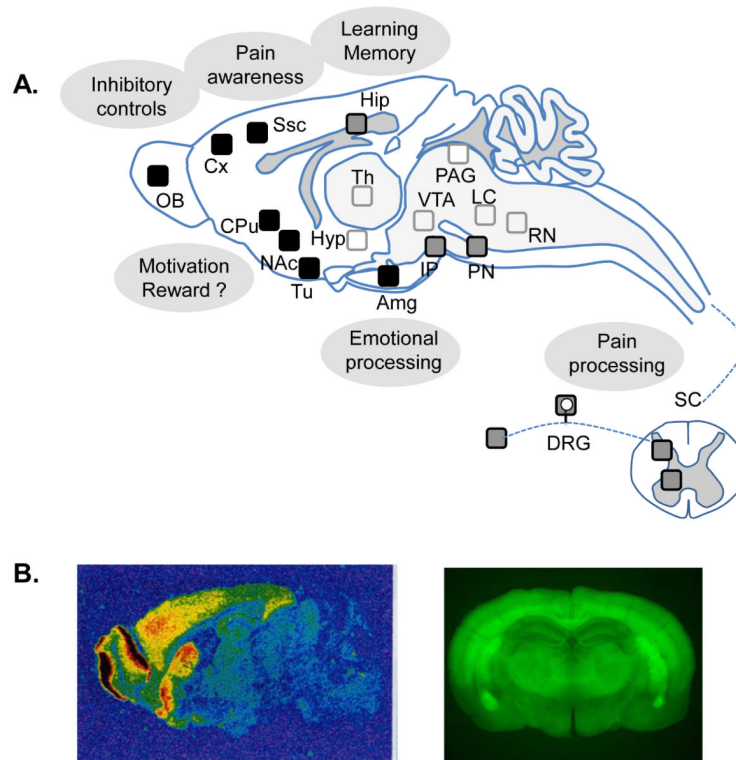 A.
Learning
Memory
Pain
awareness
Inhibitory
controls
Hip
Ssc
Cx
OB
Th
PAG
LC
VTA
CPu
Hyp
NAc
Tu
RN
IP
PN
Amg
Motivation
Reward ?
Emotional
processing
Pain
processing
SC
DRG
B.